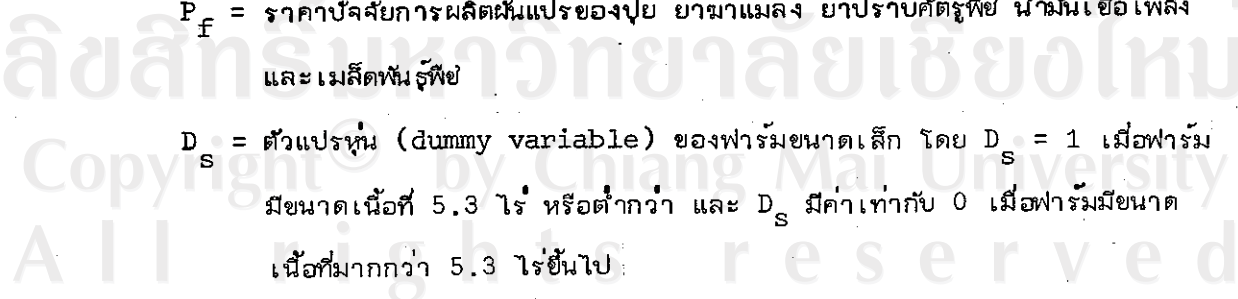 P_f = ราคาปัจจัยการผลิตผันแปรของปุ๋ย ยาฆ่าแมลง ยาปราบศัตรูพืช น้ำมันเชื้อเพลิง
และเมล็ดพันธุ์พืช
D_s = ตัวแปรหุ่น (dummy variable) ของฟาร์มขนาดเล็ก โดย D_s = 1 เมื่อฟาร์ม
มีขนาดเนื้อที่ 5.3 ไร่ หรือต่ำกว่า และ D_s มีค่าเท่ากับ 0 เมื่อฟาร์มมีขนาด
เนื้อที่มากกว่า 5.3 ไร่ขึ้นไป
ลิขสิทธิ์มหาวิทยาลัยเชียงใหม่
Copyright © by Chiang Mai University
All rights reserved